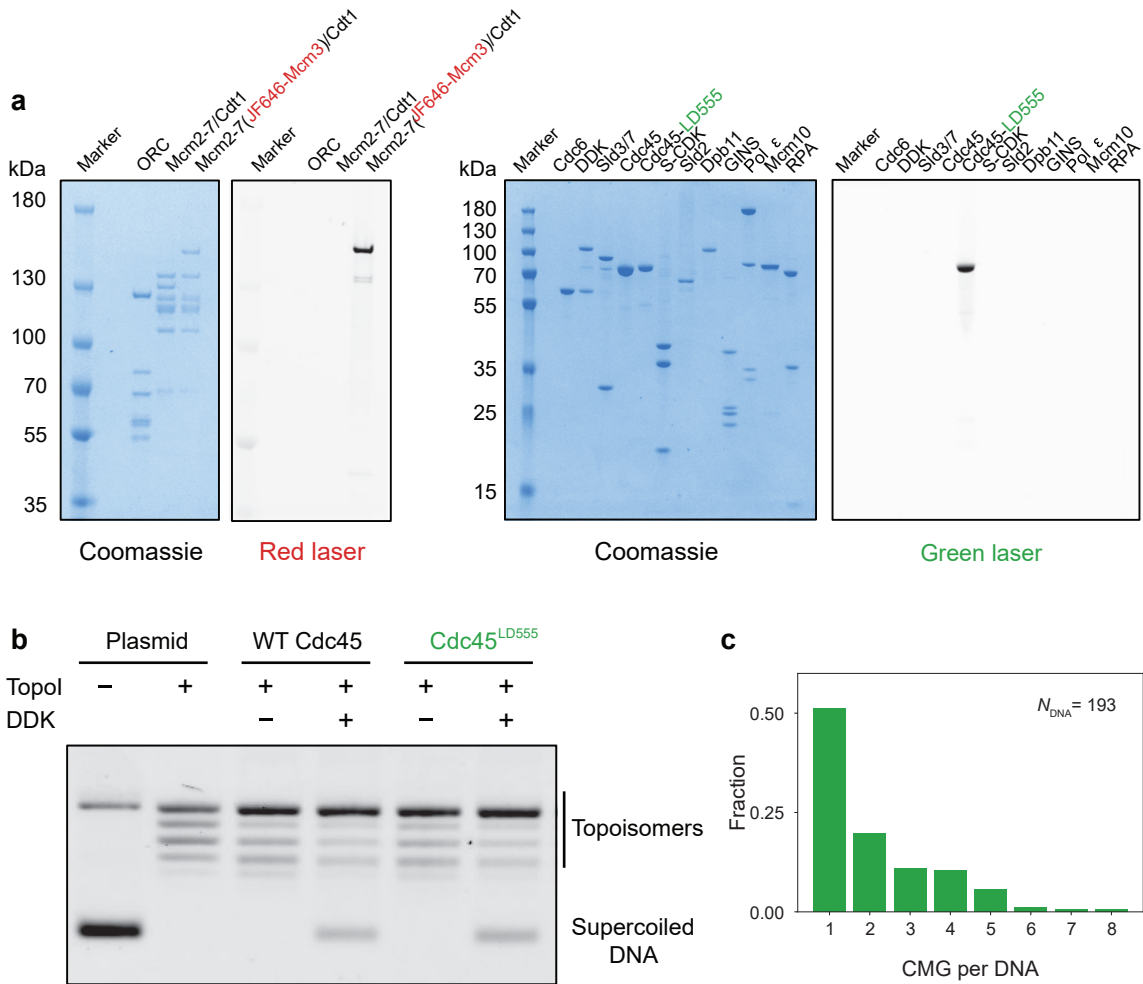 a
kDa
Marker
ORC
Mcm2-7/Cdt1
Mcm2-7(JF646-Mcm3)/Cdt1
180
130
100
70
55
35
Coomassie
Marker
ORC
Mcm2-7/Cdt1
Mcm2-7(JF646-Mcm3)/Cdt1
Red laser
Marker
Cdc6
DDK
Sld3/7
Cdc45
Cdc45-LD555
S-CDK
Sld2
Dpb11
GINS
Pol ε
Mcm10
RPA
180
130
100
70
55
35
25
15
Coomassie
Marker
Cdc6
DDK
Sld3/7
Cdc45
Cdc45-LD555
S-CDK
Sld2
Dpb11
GINS
Pol ε
Mcm10
RPA
Green laser
b
Plasmid WT Cdc45 Cdc45LD555
TopoI – + + + + +
DDK – + – +
Topoisomers
Supercoiled
DNA
c
NDNA= 193
Fraction
0.50
0.25
0.00
1 2 3 4 5 6 7 8
CMG per DNA